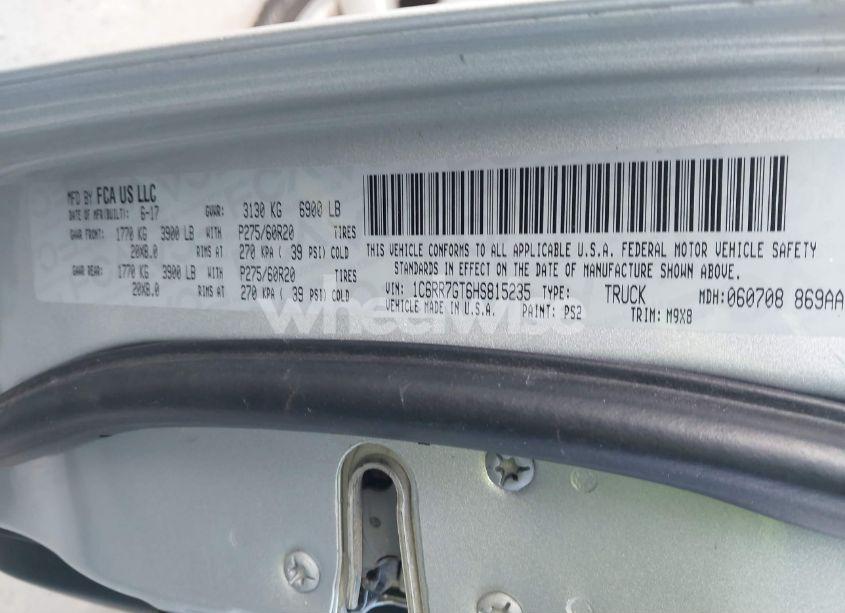 MFD BY FCA US LLC
DATE OF MFR(BUILT): 6-17 GVWR: 3130 KG 6900 LB
GAWR FRONT: 1770 KG 3900 LB WITH P275/60R20 TIRES
20X8.0 RIMS AT 270 KPA ( 39 PSI) COLD
GAWR REAR: 1770 KG 3900 LB WITH P275/60R20 TIRES
20X8.0 RIMS AT 270 KPA ( 39 PSI) COLD
THIS VEHICLE CONFORMS TO ALL APPLICABLE U.S.A. FEDERAL MOTOR VEHICLE SAFETY
STANDARDS IN EFFECT ON THE DATE OF MANUFACTURE SHOWN ABOVE.
VIN: 1C6RR7GT6HS815235 TYPE: TRUCK MDH:060708 869AA
VEHICLE MADE IN U.S.A. PAINT: PS2 TRIM: M9X8
wheelwise